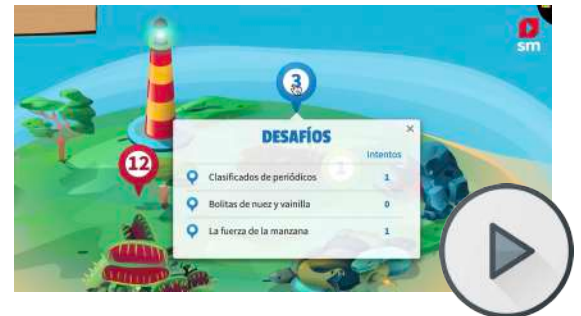 sm
3
12
DESAFÍOS
×
Intentos
Clasificados de periódicos 1
Bolitas de nuez y vainilla 0
La fuerza de la manzana 1